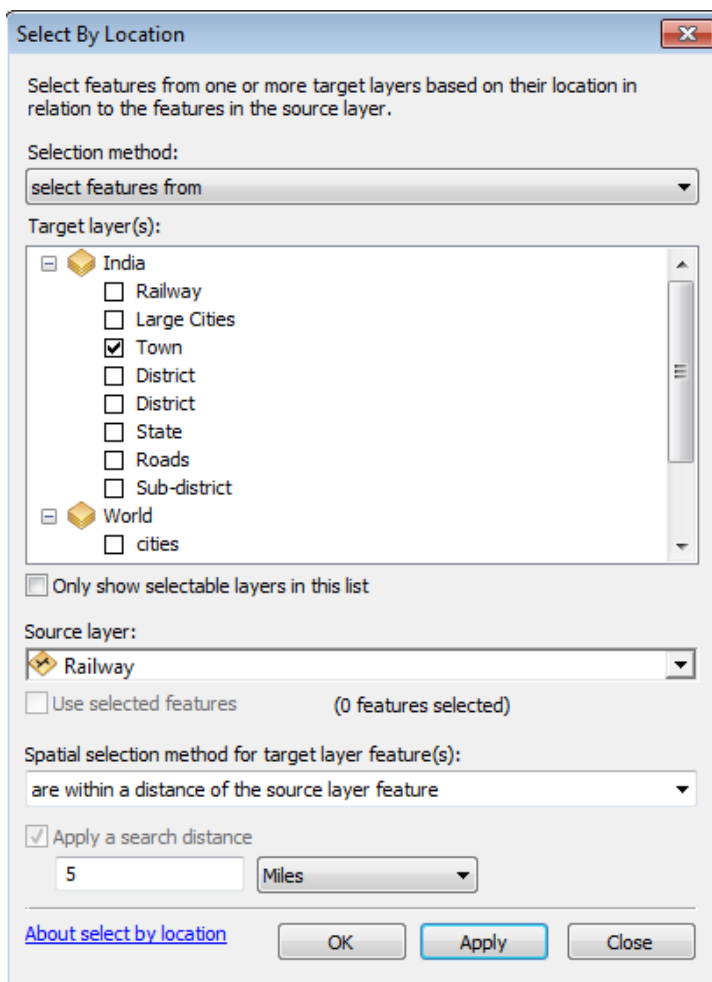 Select By Location
Select features from one or more target layers based on their location in
relation to the features in the source layer.
Selection method:
select features from
Target layer(s):
India
Railway
Large Cities
Town
District
District
State
Roads
Sub-district
World
cities
Only show selectable layers in this list
Source layer:
Railway
Use selected features (0 features selected)
Spatial selection method for target layer feature(s):
are within a distance of the source layer feature
Apply a search distance
5 Miles
About select by location OK Apply Close